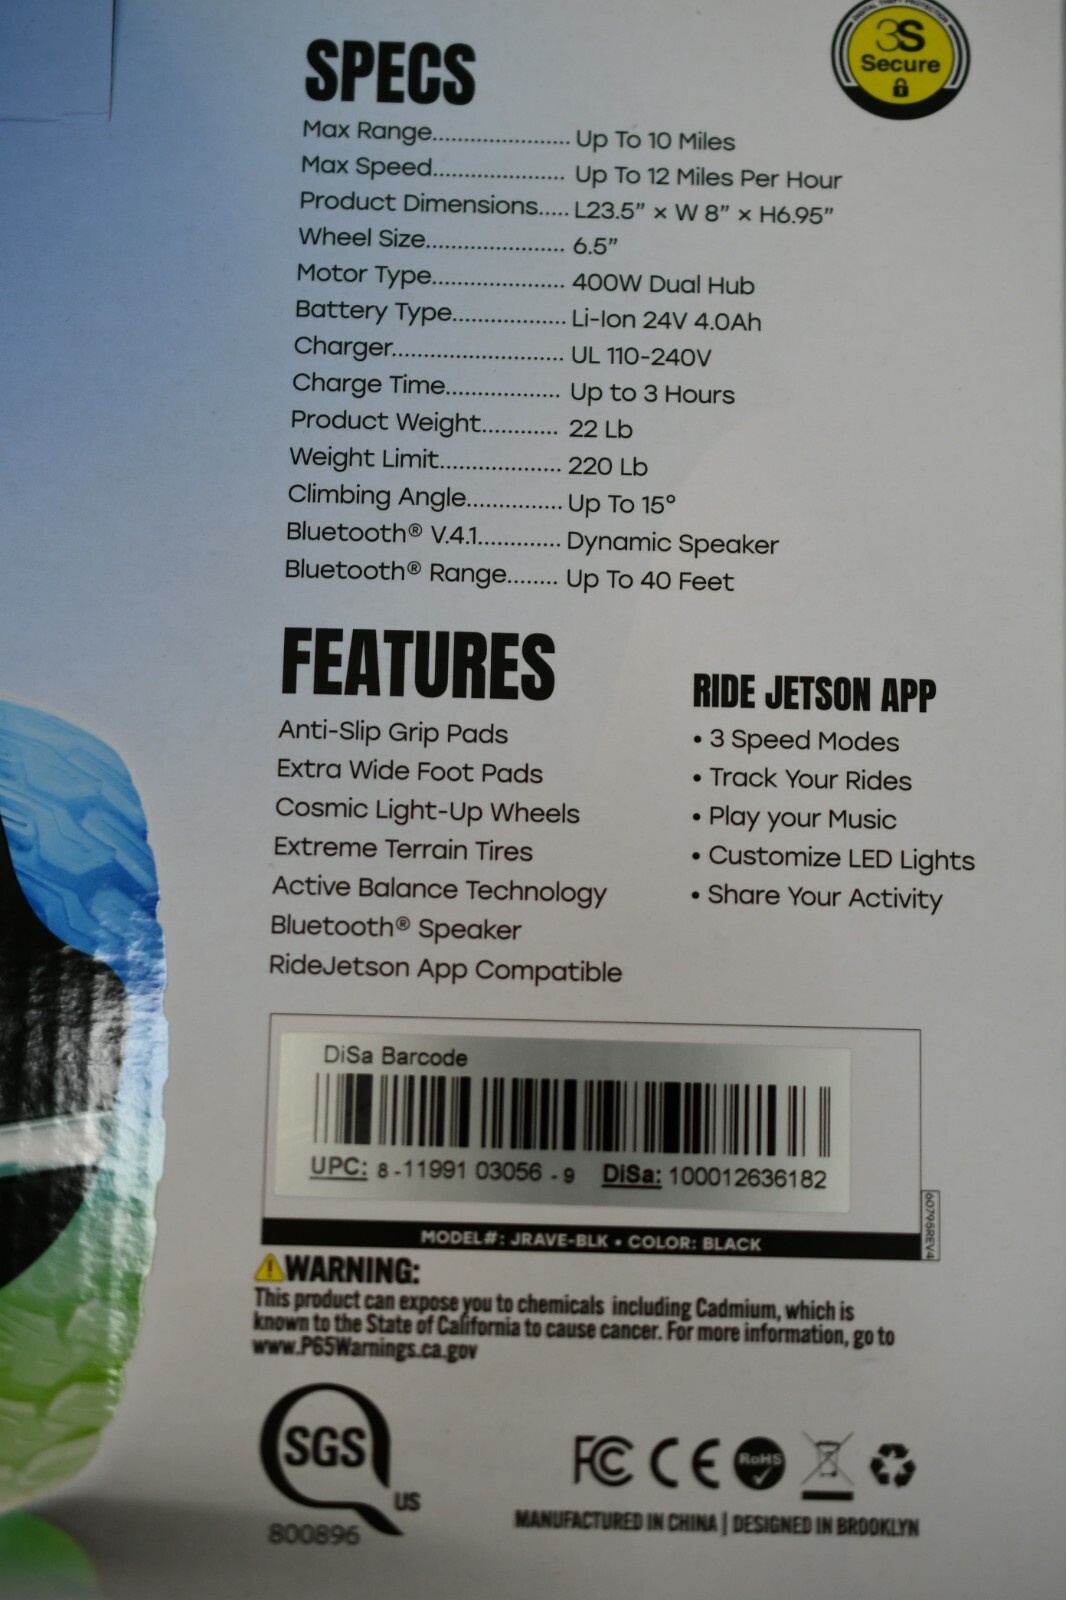 DIGITAL THEFT PROTECTION
3S
Secure
SPECS
Max Range..................... Up To 10 Miles
Max Speed.................... Up To 12 Miles Per Hour
Product Dimensions..... L23.5” × W 8” × H6.95”
Wheel Size..................... 6.5”
Motor Type.................... 400W Dual Hub
Battery Type................. Li-Ion 24V 4.0Ah
Charger.......................... UL 110-240V
Charge Time................. Up to 3 Hours
Product Weight........... 22 Lb
Weight Limit.................. 220 Lb
Climbing Angle.............. Up To 15°
Bluetooth® V.4.1............ Dynamic Speaker
Bluetooth® Range........ Up To 40 Feet
FEATURES
Anti-Slip Grip Pads
Extra Wide Foot Pads
Cosmic Light-Up Wheels
Extreme Terrain Tires
Active Balance Technology
Bluetooth® Speaker
RideJetson App Compatible
RIDE JETSON APP
• 3 Speed Modes
• Track Your Rides
• Play your Music
• Customize LED Lights
• Share Your Activity
DiSa Barcode
UPC: 8 -11991 03056 - 9 DiSa: 100012636182
60796REV4
MODEL#: JRAVE-BLK • COLOR: BLACK
WARNING:
This product can expose you to chemicals including Cadmium, which is
known to the State of California to cause cancer. For more information, go to
www.P65Warnings.ca.gov
SGS
US
800896
FC CE RoHS
MANUFACTURED IN CHINA | DESIGNED IN BROOKLYN